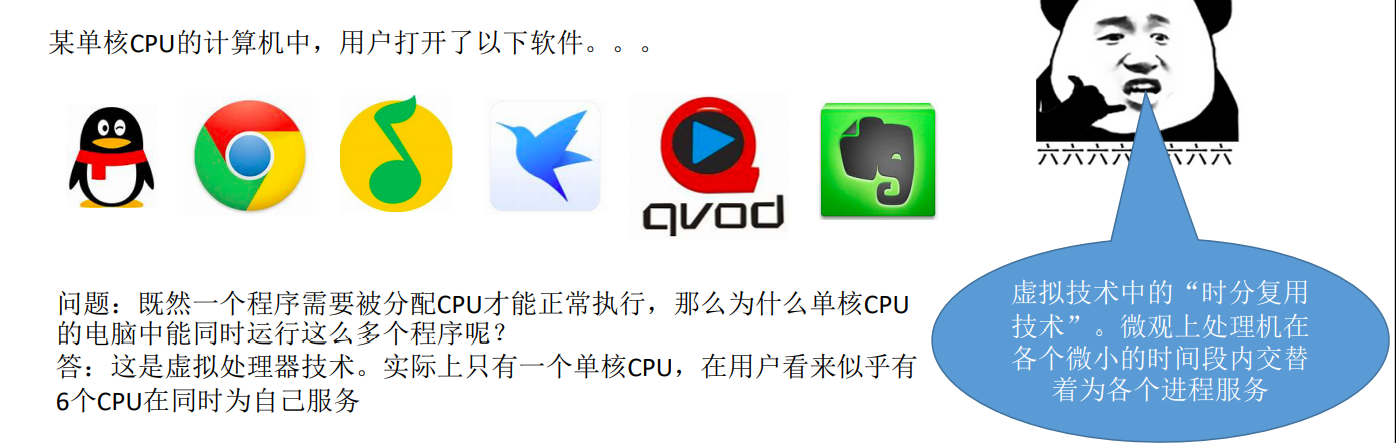 某单核CPU的计算机中，用户打开了以下软件。。。
qvod
六六六六六六六六
问题：既然一个程序需要被分配CPU才能正常执行，那么为什么单核CPU
的电脑中能同时运行这么多个程序呢？
答：这是虚拟处理器技术。实际上只有一个单核CPU，在用户看来似乎有
6个CPU在同时为自己服务
虚拟技术中的“时分复用
技术”。微观上处理机在
各个微小的时间段内交替
着为各个进程服务